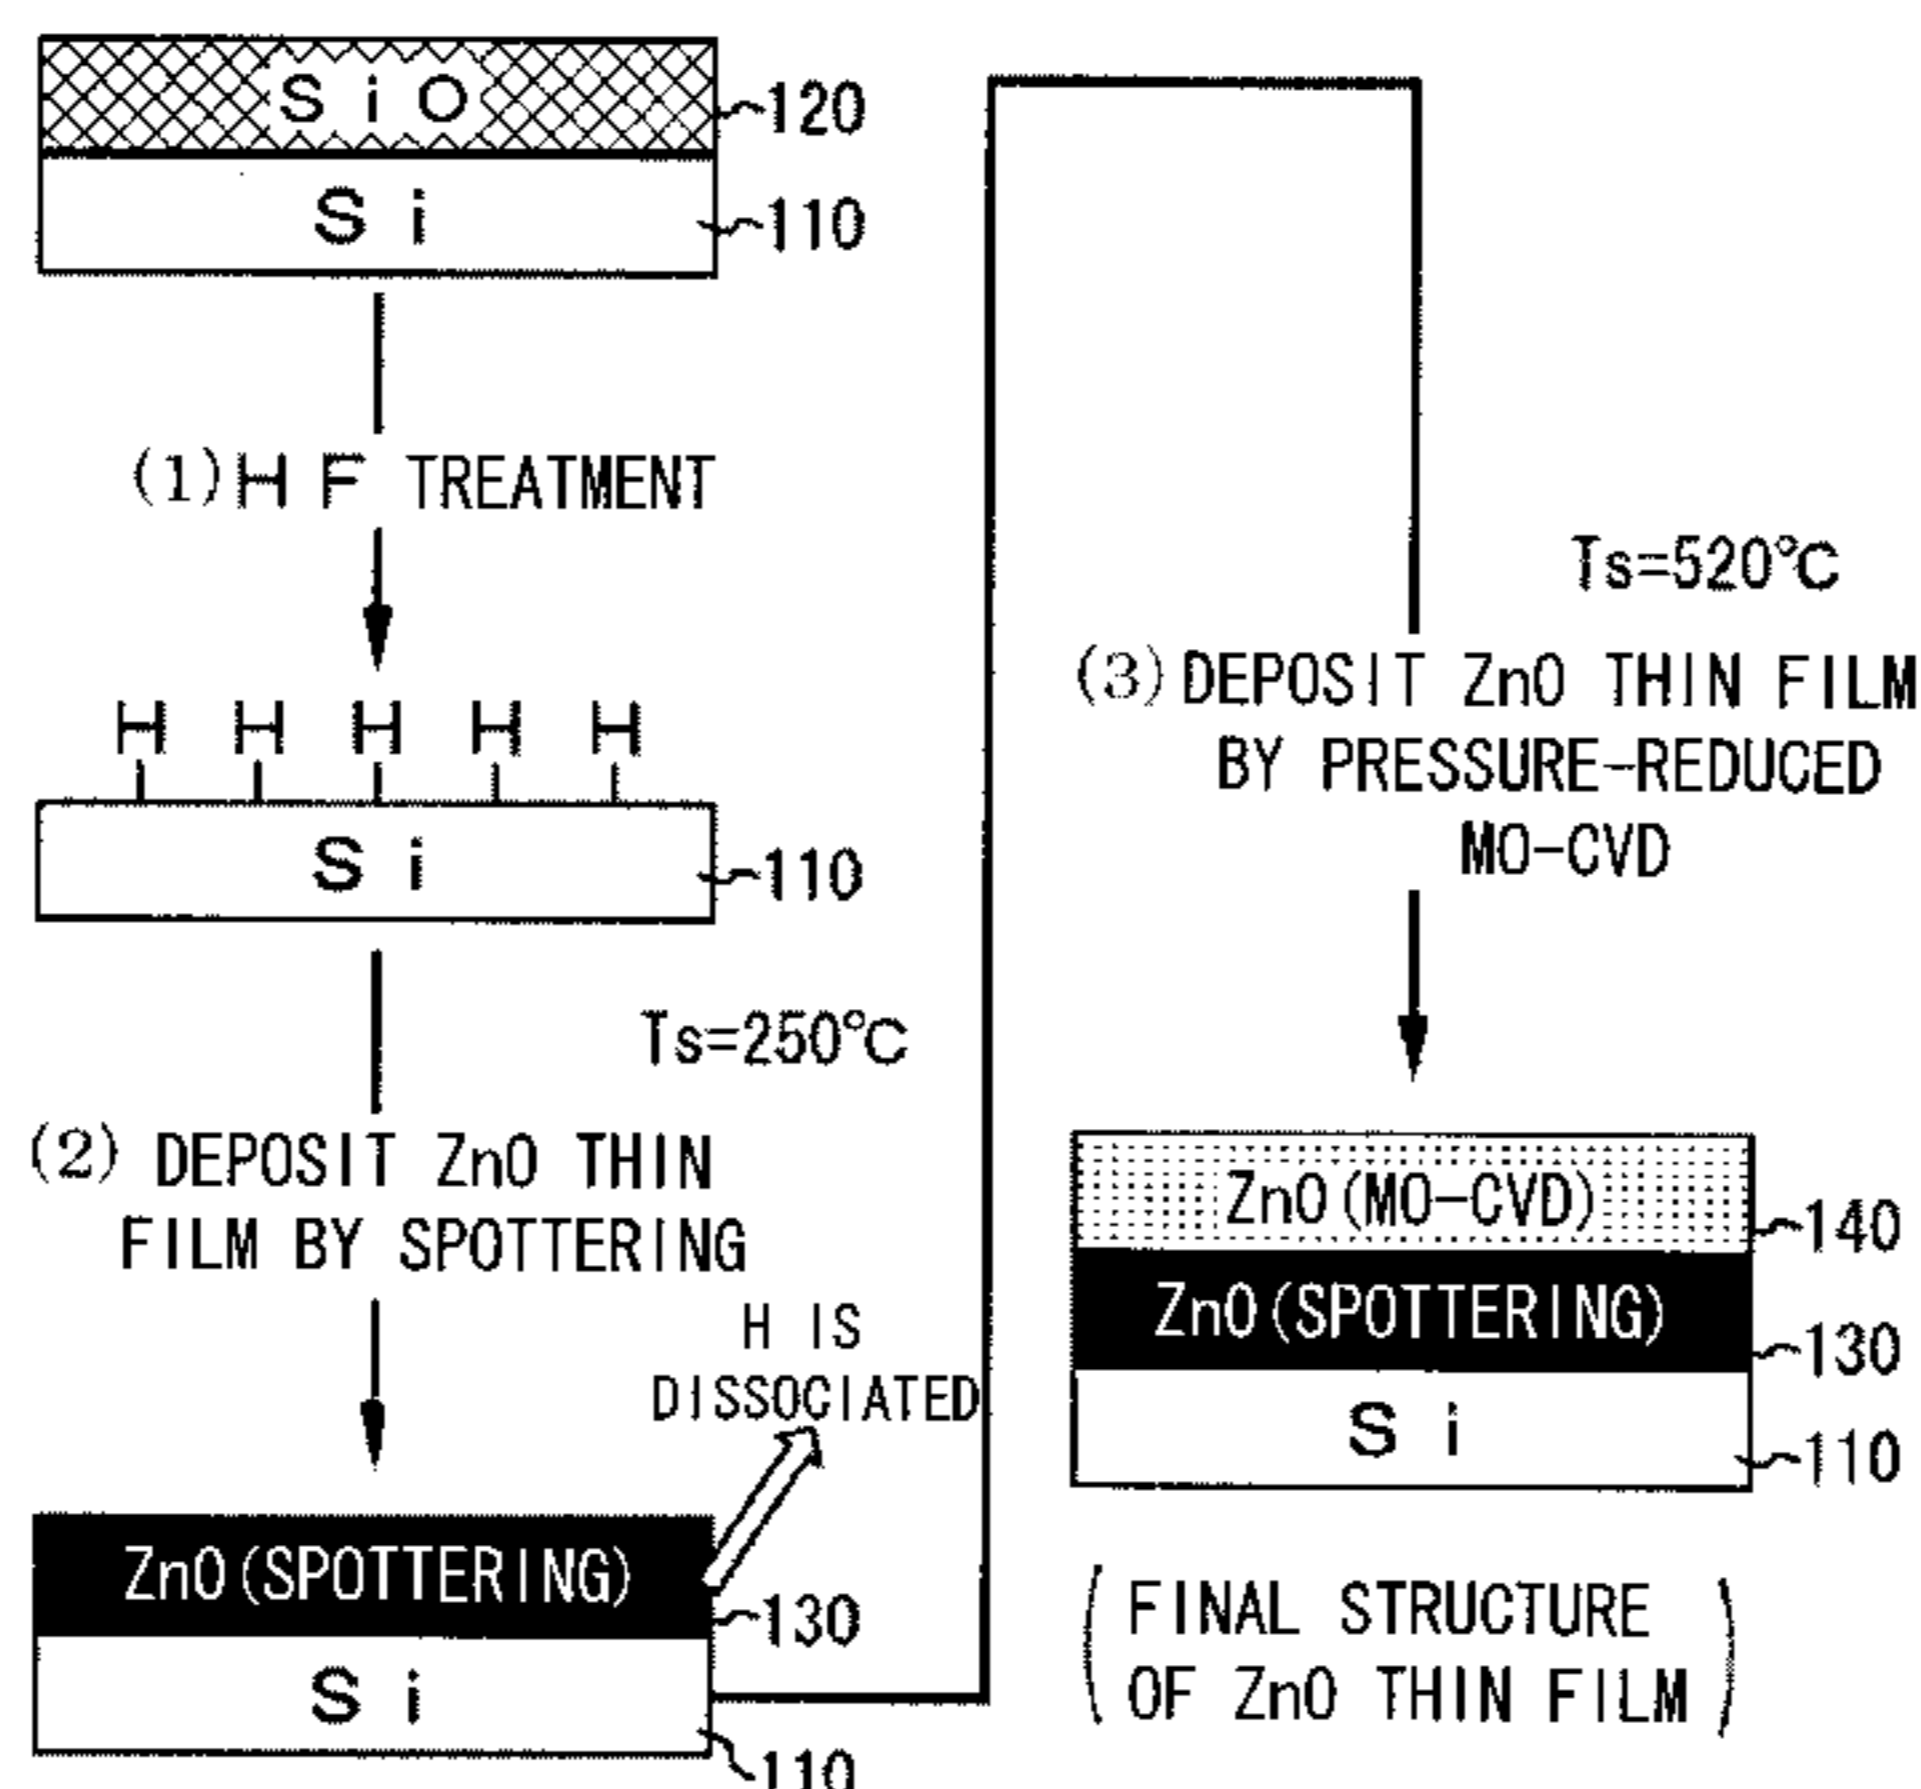 SiO
120
Si
110
(1) HF TREATMENT
H H H H H
Si
110
Ts=250°C
(2) DEPOSIT ZnO THIN
FILM BY SPOTTERING
H IS
DISSOCIATED
ZnO(SPOTTERING)
130
Si
110
Ts=520°C
(3) DEPOSIT ZnO THIN FILM
BY PRESSURE-REDUCED
MO-CVD
ZnO(MO-CVD)
140
ZnO(SPOTTERING)
130
Si
110
(FINAL STRUCTURE
OF ZnO THIN FILM)